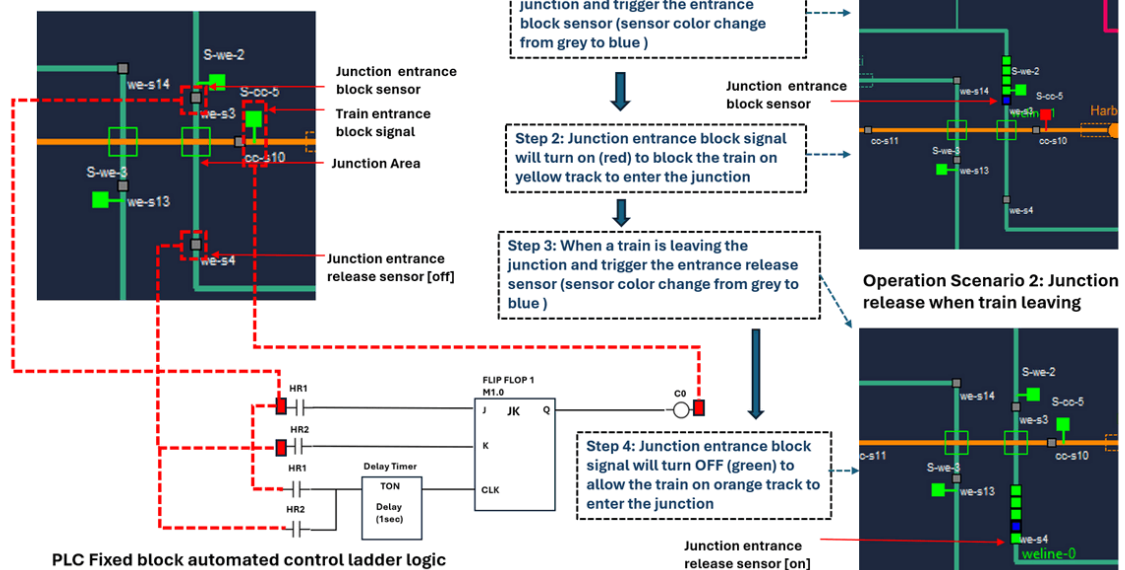 S-we-2
we-s14
S-cc-5
we-s3
cc-s10
S-we-3
we-s13
we-s4
Junction entrance
block sensor
Train entrance
block signal
Junction Area
Junction entrance
release sensor [off]
HR1
HR2
HR1
HR2
Delay Timer
TON
Delay
(1sec)
FLIP FLOP 1
M1.0
J
JK
Q
K
CLK
C0
PLC Fixed block automated control ladder logic
junction and trigger the entrance
block sensor (sensor color change
from grey to blue )
Step 2: Junction entrance block signal
will turn on (red) to block the train on
yellow track to enter the junction
Step 3: When a train is leaving the
junction and trigger the entrance release
sensor (sensor color change from grey to
blue )
Step 4: Junction entrance block
signal will turn OFF (green) to
allow the train on orange track to
enter the junction
Junction entrance
block sensor
S-we-2
we-s14
S-cc-5
Harb
cc-s11
cc-s10
S-we-3
we-s13
we-s4
Operation Scenario 2: Junction
release when train leaving
S-we-2
we-s14
S-cc-5
we-s3
c-s11
cc-s10
S-we-3
we-s13
we-s4
weline-0
Junction entrance
release sensor [on]